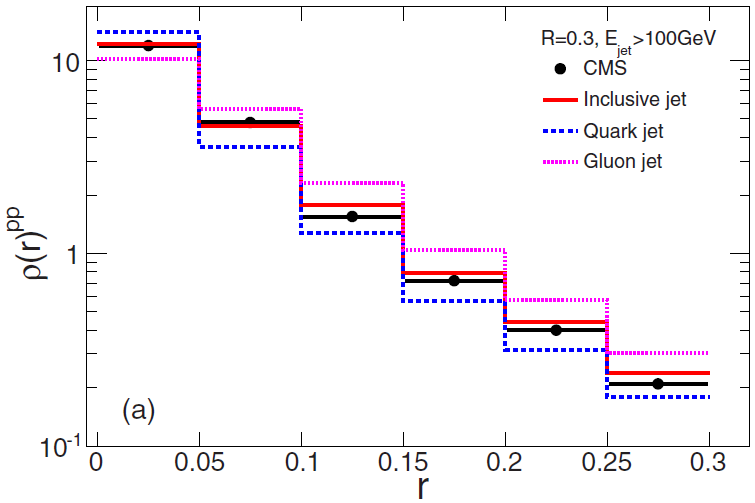 R=0.3, E_jet>100GeV
CMS
Inclusive jet
Quark jet
Gluon jet
10
1
10^-1
ρ(r)^pp
(a)
0 0.05 0.1 0.15 0.2 0.25 0.3
r